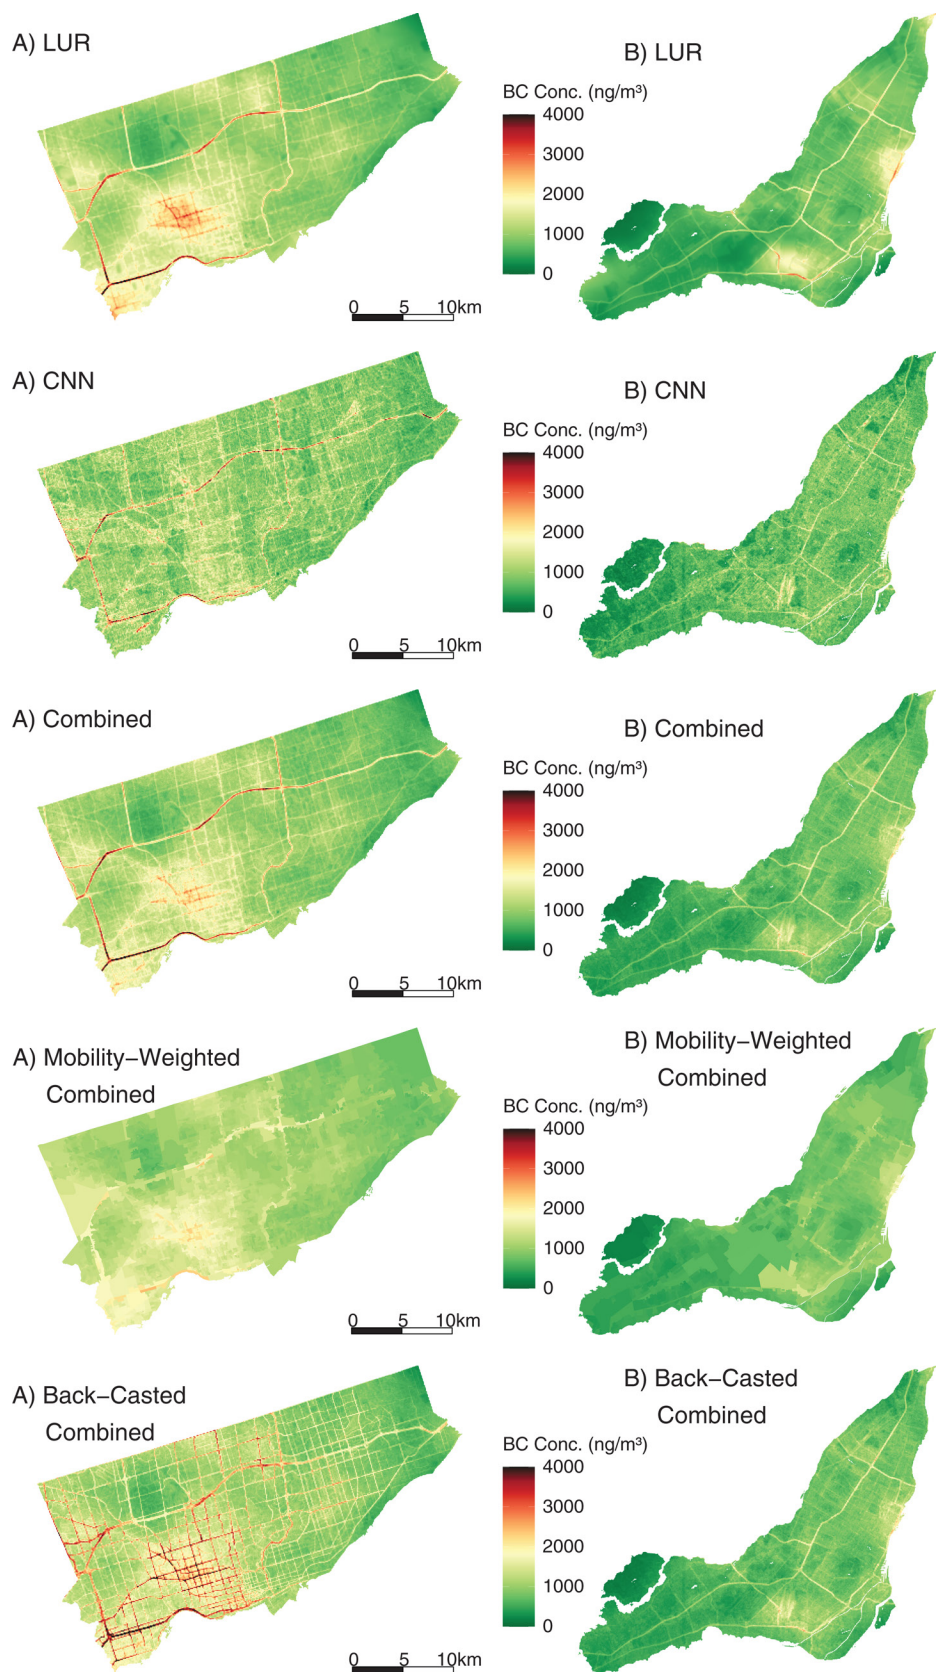 A) LUR
B) LUR
BC Conc. (ng/m³)
4000
3000
2000
1000
0
0 5 10km
A) CNN
B) CNN
BC Conc. (ng/m³)
4000
3000
2000
1000
0
0 5 10km
A) Combined
B) Combined
BC Conc. (ng/m³)
4000
3000
2000
1000
0
0 5 10km
A) Mobility−Weighted
Combined
B) Mobility−Weighted
Combined
BC Conc. (ng/m³)
4000
3000
2000
1000
0
0 5 10km
A) Back−Casted
Combined
B) Back−Casted
Combined
BC Conc. (ng/m³)
4000
3000
2000
1000
0
0 5 10km